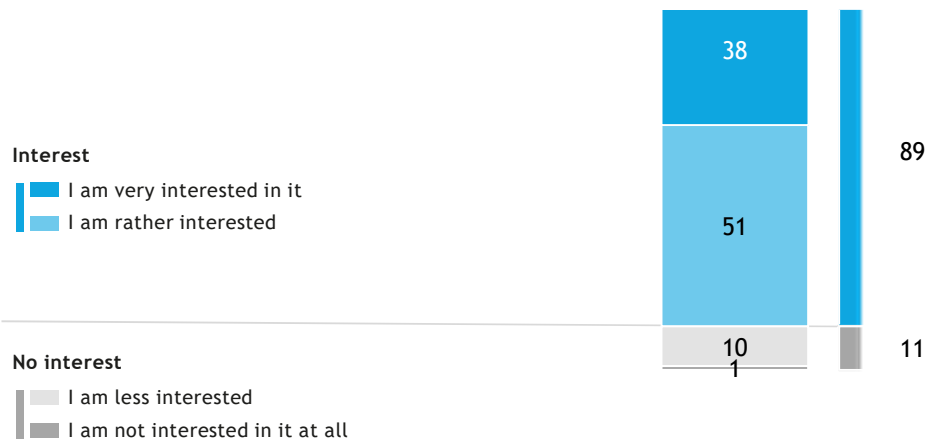 38
Interest
89
I am very interested in it
I am rather interested
51
10
11
No interest
1
I am less interested
I am not interested in it at all